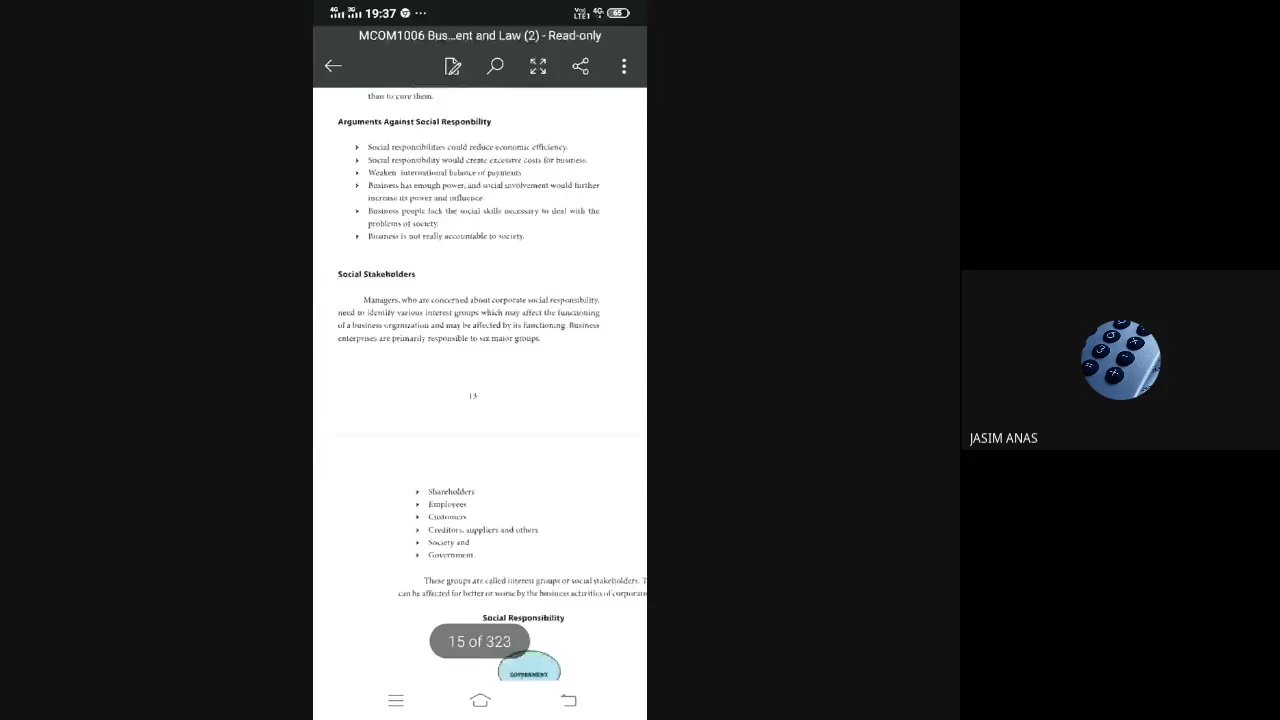 19:37 ...
VoD LTE1 4G 65
MCOM1006 Bus...ent and Law (2) - Read-only
than to cure them.
Arguments Against Social Responbility
Social responsibilities could reduce economic efficiency.
Social responsibility would create excessive costs for business.
Weaken international balance of payments
Business has enough power, and social involvement would further
increase its power and influence.
Business people lack the social skills necessary to deal with the
problems of society
Business is not really accountable to society.
Social Stakeholders
Managers, who are concerned about corporate social responsibility,
need to identify various interest groups which may affect the functioning
of a business organization and may be affected by its functioning. Business
enterprises are primarily responsible to six major groups:
13
Shareholders
Employees
Customers
Creditors, suppliers and others
Society and
Government.
These groups are called interest groups or social stakeholders. T
can be affected for better or worse by the business activities of corporati
Social Responsibility
15 of 323
GOVERNMENT
JASIM ANAS